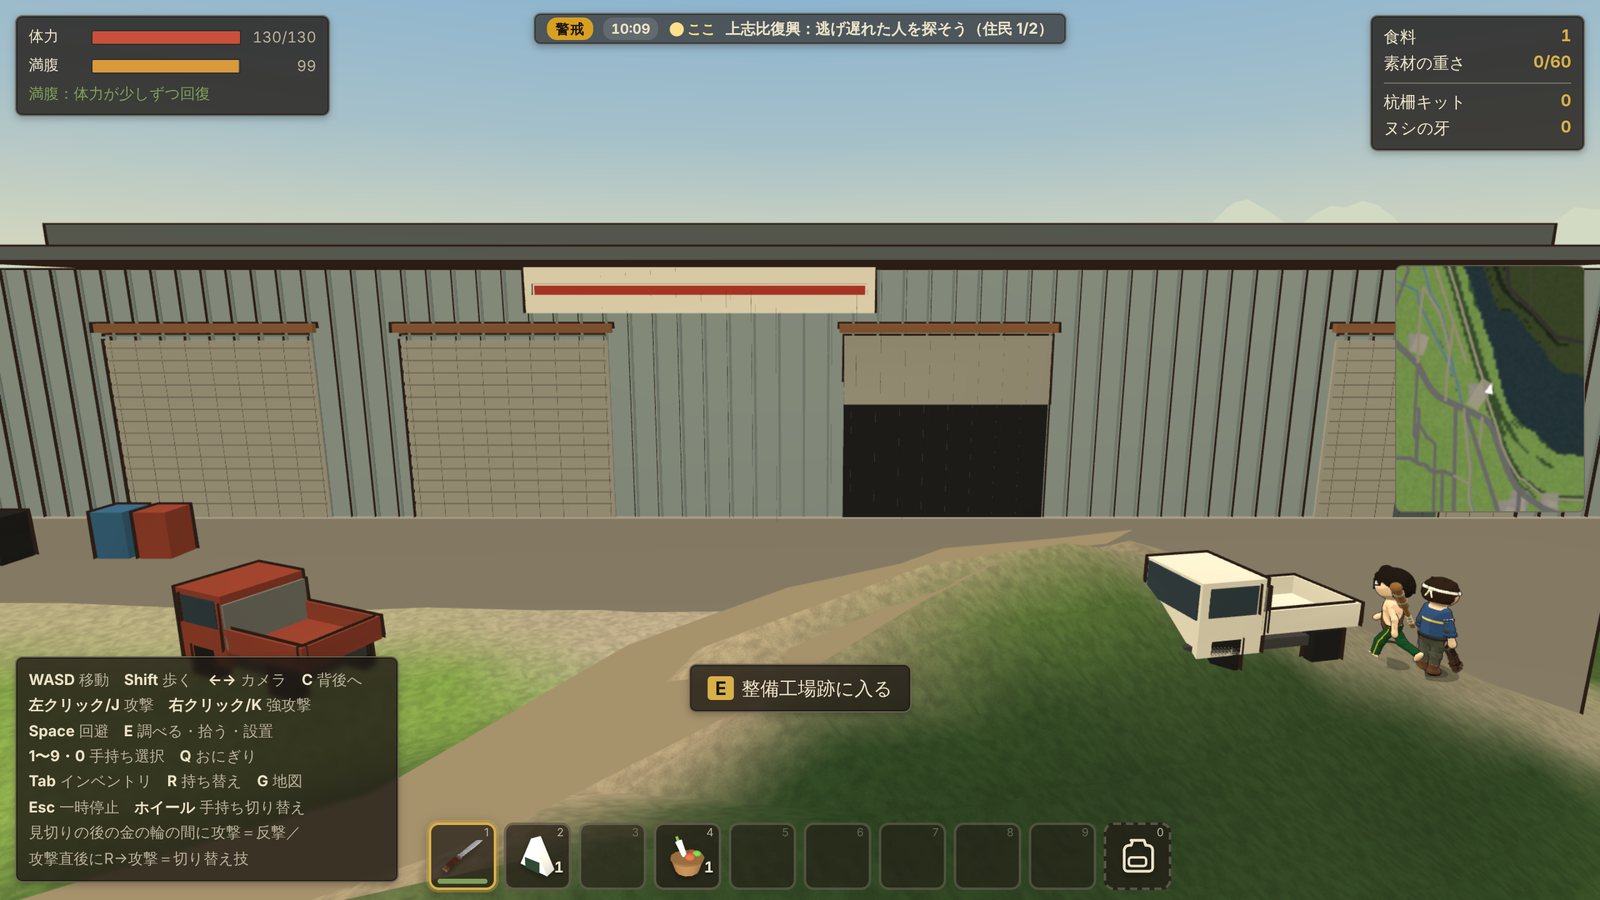 体力 130/130
満腹 99
満腹：体力が少しずつ回復
警戒 10:09 ここ 上志比復興：逃げ遅れた人を探そう（住民 1/2）
食料 1
素材の重さ 0/60
杭柵キット 0
ヌシの牙 0
E 整備工場跡に入る
WASD 移動 Shift 歩く ←→ カメラ C 背後へ
左クリック/J 攻撃 右クリック/K 強攻撃
Space 回避 E 調べる・拾う・設置
1〜9・0 手持ち選択 Q おにぎり
Tab インベントリ R 持ち替え G 地図
Esc 一時停止 ホイール 手持ち切り替え
見切りの後の金の輪の間に攻撃＝反撃／
攻撃直後にR→攻撃＝切り替え技
1 2 3 4 5 6 7 8 9 0
1 1